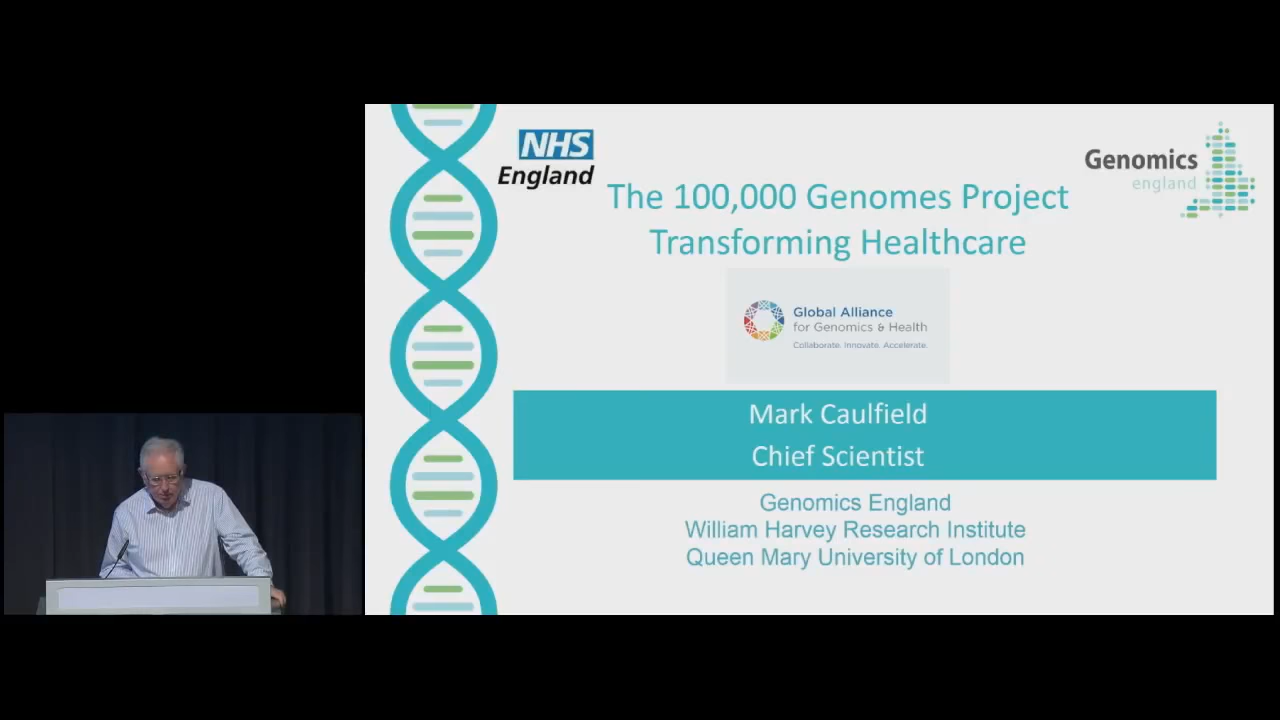 NHS
England
Genomics
england
The 100,000 Genomes Project
Transforming Healthcare
Global Alliance
for Genomics & Health
Collaborate. Innovate. Accelerate.
Mark Caulfield
Chief Scientist
Genomics England
William Harvey Research Institute
Queen Mary University of London